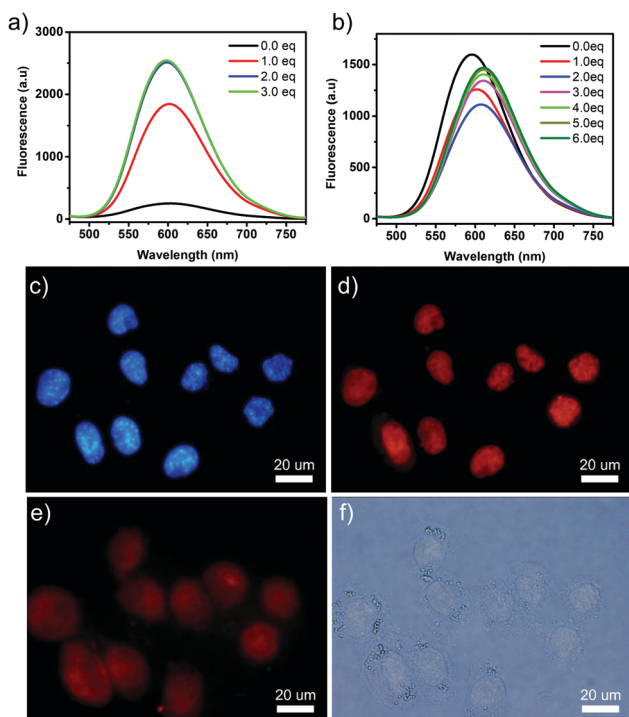 a)
3000
2000
1000
0
Fluorescence (a.u)
0.0 eq
1.0 eq
2.0 eq
3.0 eq
500 550 600 650 700 750
Wavelength (nm)
b)
1500
1250
1000
750
500
250
0
Fluorescence (a.u)
0.0eq
1.0eq
2.0eq
3.0eq
4.0eq
5.0eq
6.0eq
500 550 600 650 700 750
Wavelength (nm)
c)
20 um
d)
20 um
e)
20 um
f)
20 um